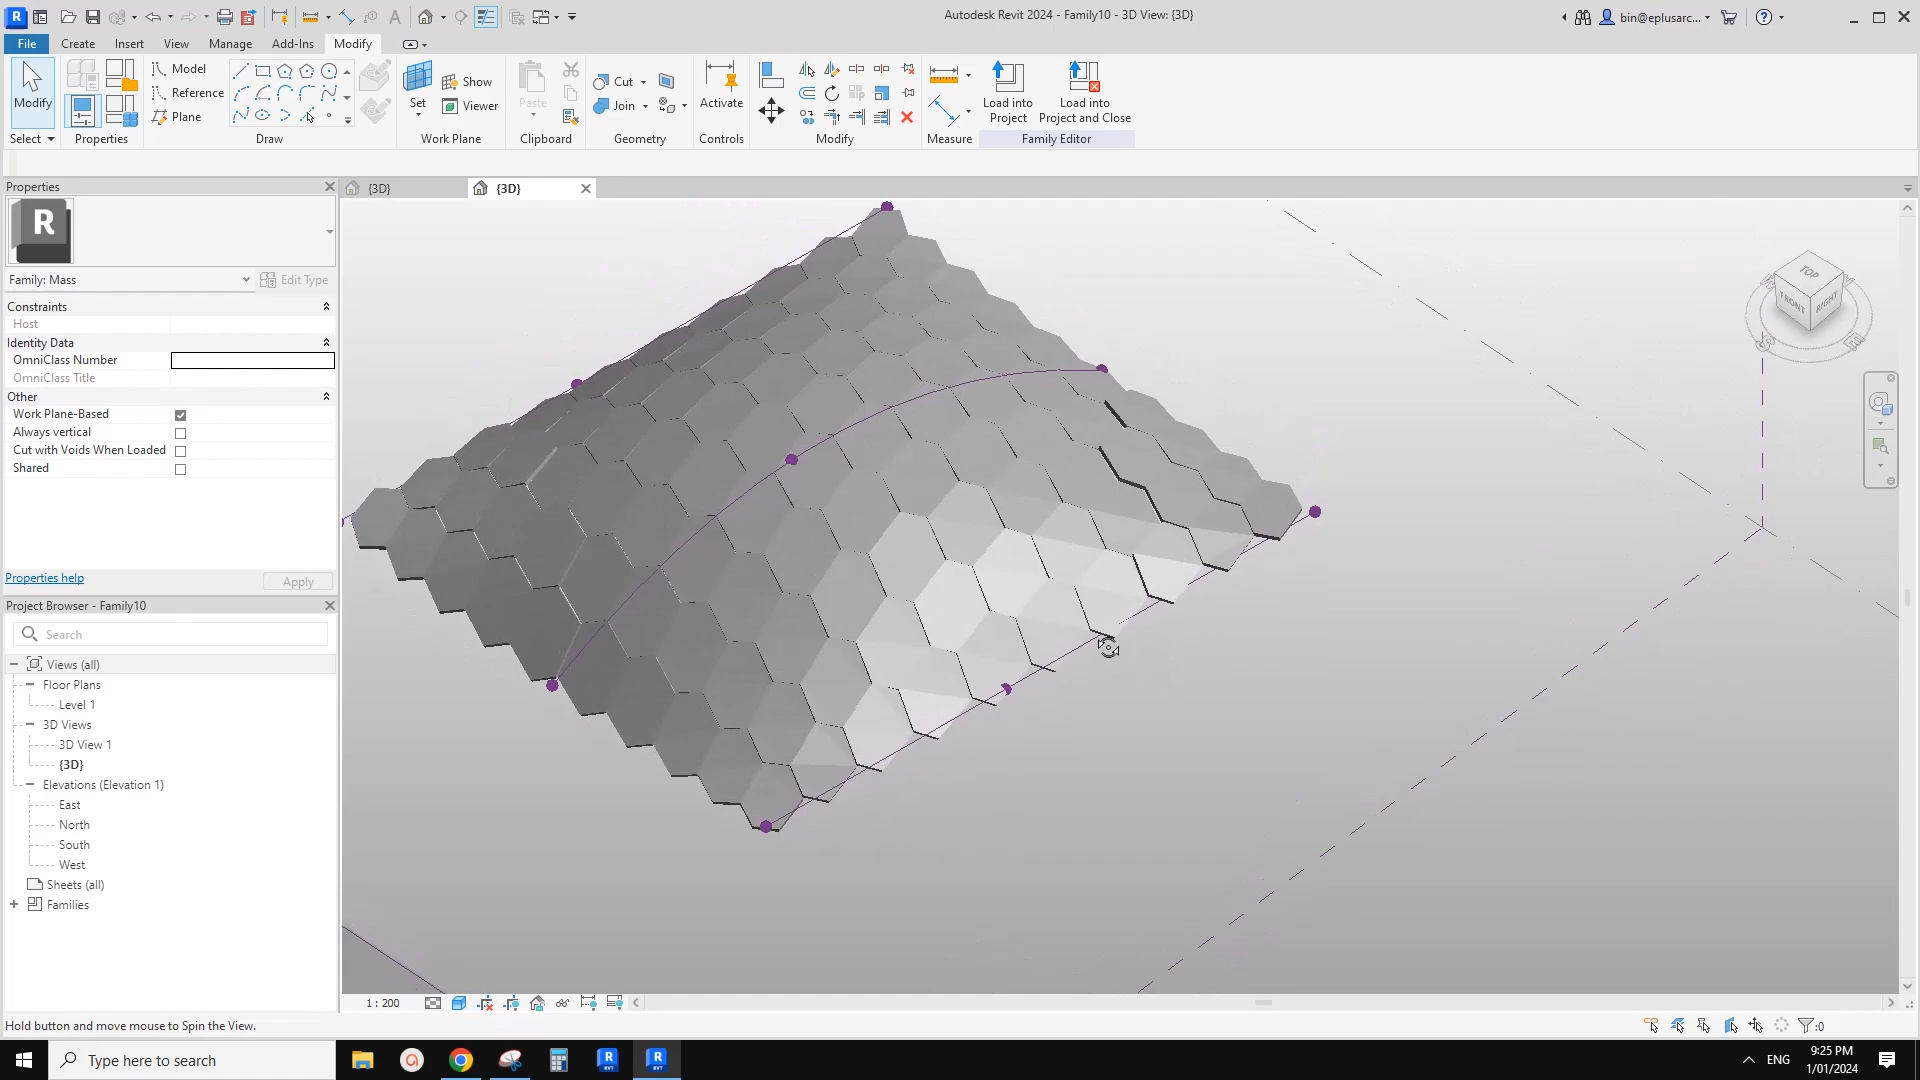 Autodesk Revit 2024 - Family10 - 3D View: {3D}
bin@eplusarc...
File Create Insert View Manage Add-Ins Modify
Modify
Select
Properties
Model
Reference
Plane
Draw
Set
Show
Viewer
Work Plane
Paste
Clipboard
Cut
Join
Geometry
Activate
Controls
Modify
Measure
Load into
Project
Load into
Project and Close
Family Editor
Properties
{3D}
{3D}
R
Family: Mass
Edit Type
Constraints
Host
Identity Data
OmniClass Number
OmniClass Title
Other
Work Plane-Based
Always vertical
Cut with Voids When Loaded
Shared
Properties help
Apply
Project Browser - Family10
Search
Views (all)
Floor Plans
Level 1
3D Views
3D View 1
{3D}
Elevations (Elevation 1)
East
North
South
West
Sheets (all)
Families
TOP
FRONT
RIGHT
1 : 200
Hold button and move mouse to Spin the View.
:0
Type here to search
ENG
9:25 PM
1/01/2024